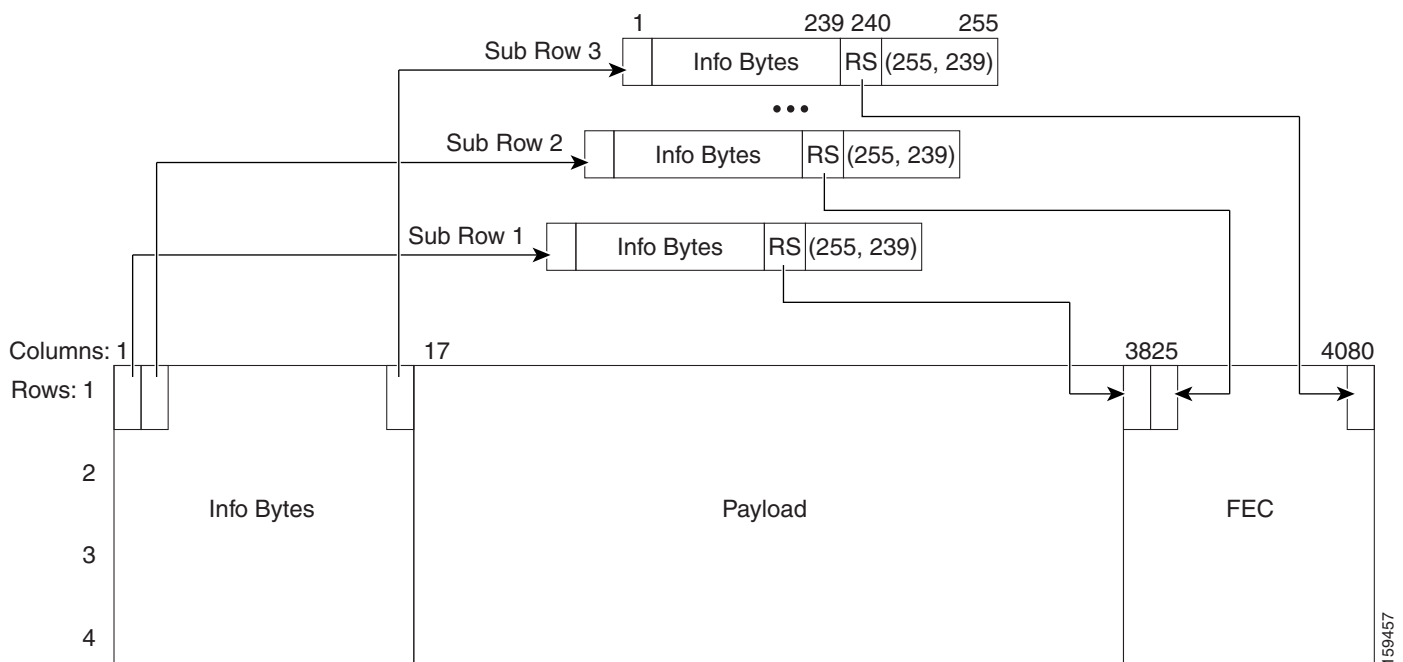 1 239 240 255
Sub Row 3
Info Bytes RS (255, 239)
•••
Sub Row 2
Info Bytes RS (255, 239)
Sub Row 1
Info Bytes RS (255, 239)
Columns: 1 17 3825 4080
Rows: 1
2
Info Bytes Payload FEC
3
4
159457